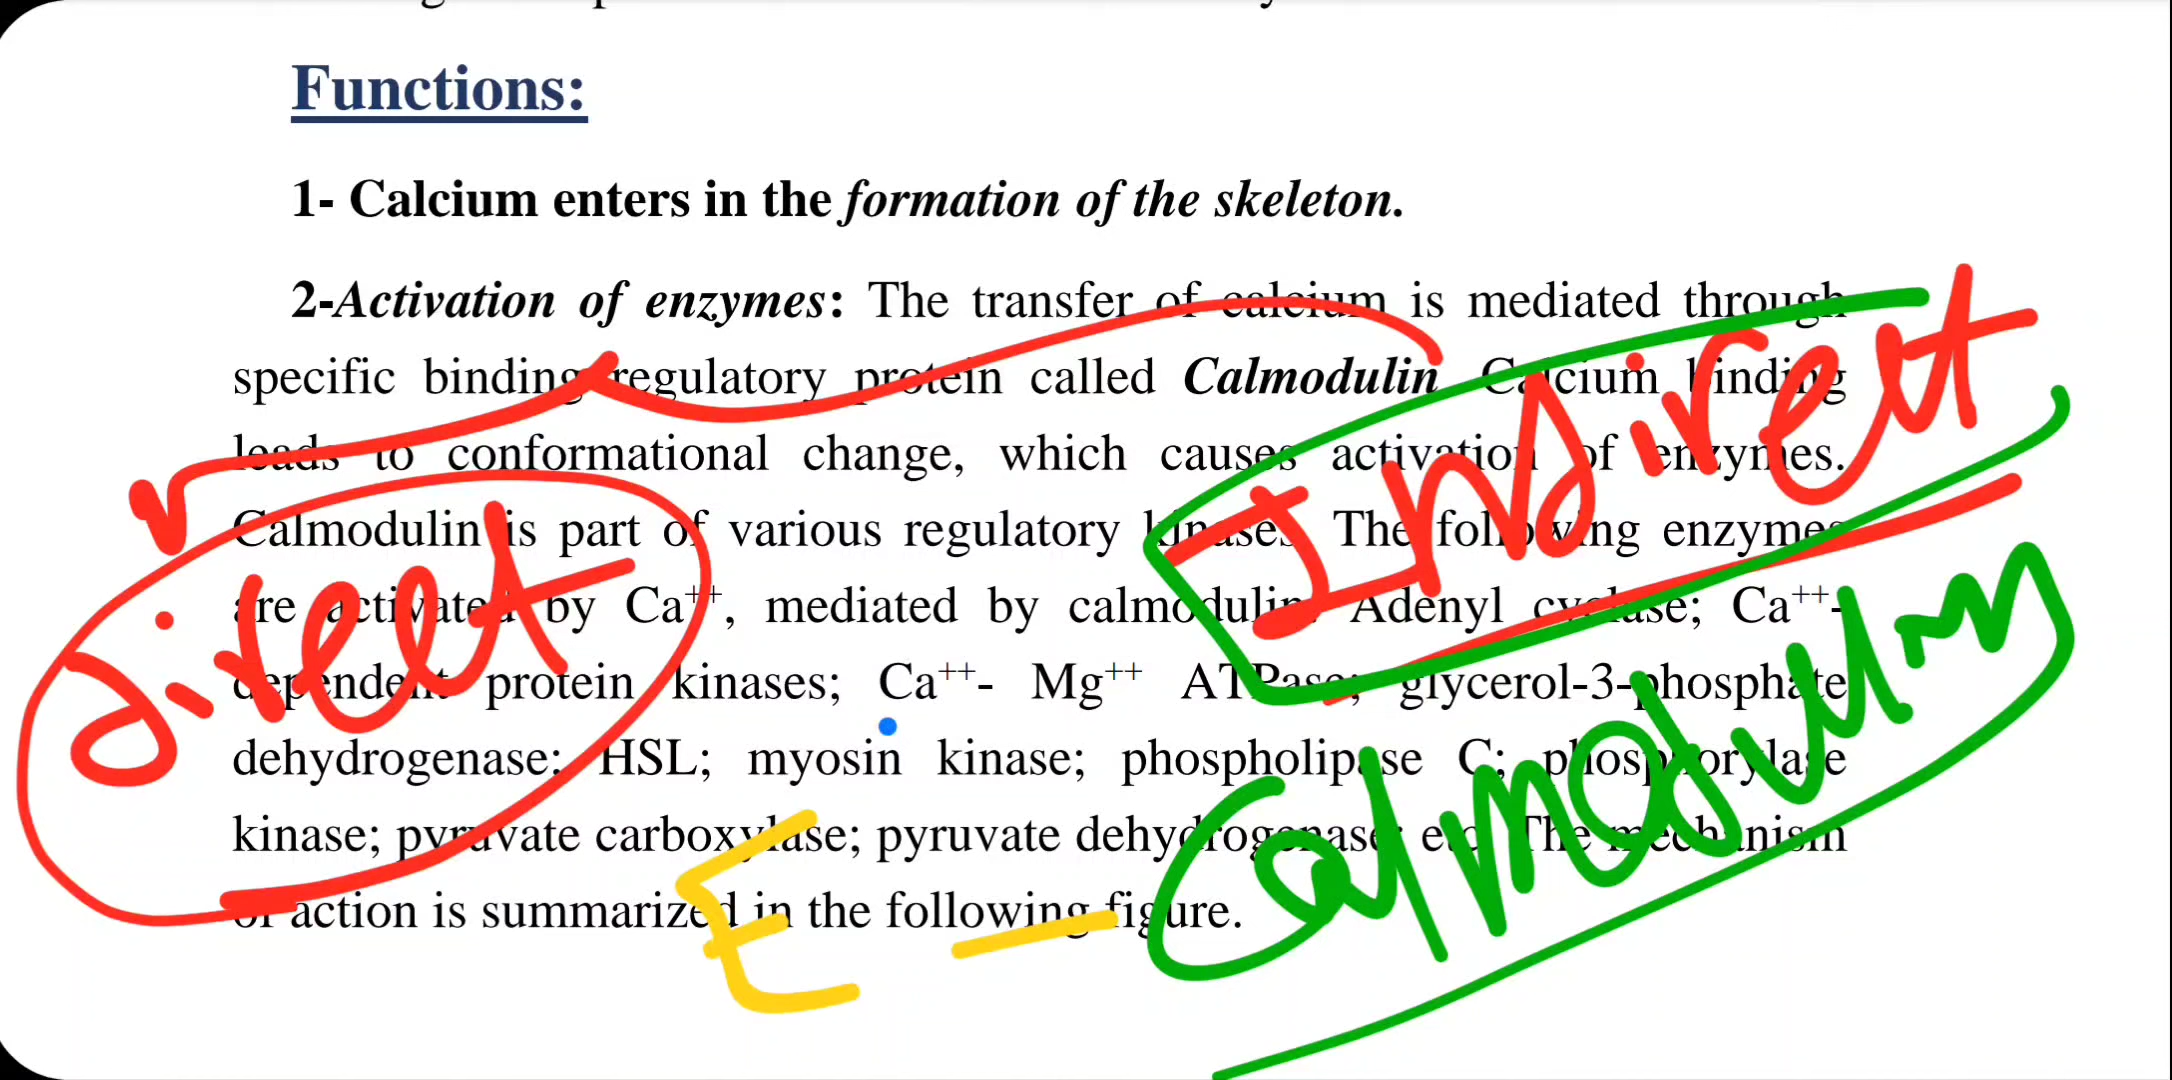 Functions:
1- Calcium enters in the formation of the skeleton.
2-Activation of enzymes: The transfer of calcium is mediated through
specific binding regulatory protein called Calmodulin. Calcium binding
leads to conformational change, which causes activation of enzymes.
Calmodulin is part of various regulatory kinases. The following enzymes
are activated by Ca++, mediated by calmodulin: Adenyl cyclase; Ca++-
dependent protein kinases; Ca++- Mg++ ATPase; glycerol-3-phosphate
dehydrogenase; HSL; myosin kinase; phospholipase C; phosphorylase
kinase; pyruvate carboxylase; pyruvate dehydrogenase; etc. The mechanism
of action is summarized in the following figure.
direct
Indirect
calmodulin
E